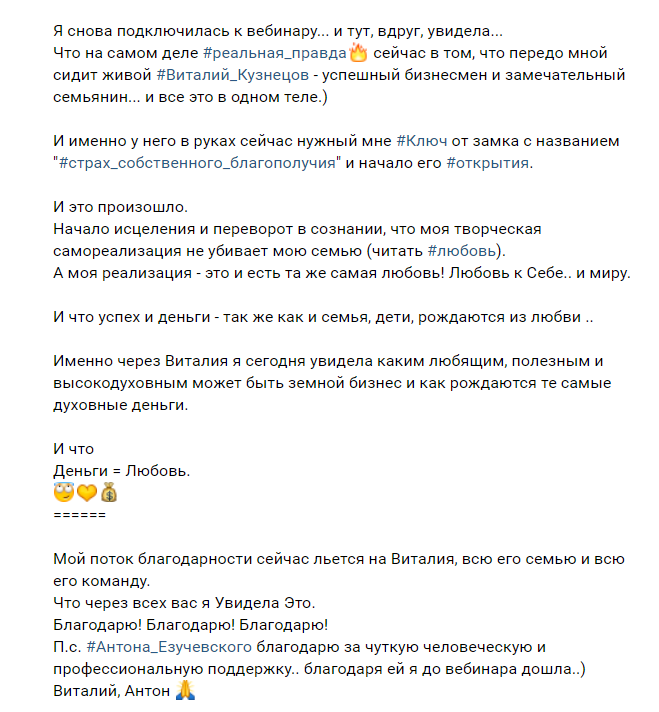 Я снова подключилась к вебинару... и тут, вдруг, увидела...
Что на самом деле #реальная_правда🔥 сейчас в том, что передо мной
сидит живой #Виталий_Кузнецов - успешный бизнесмен и замечательный
семьянин... и все это в одном теле.)

И именно у него в руках сейчас нужный мне #Ключ от замка с названием
"#страх_собственного_благополучия" и начало его #открытия.

И это произошло.
Начало исцеления и переворот в сознании, что моя творческая
самореализация не убивает мою семью (читать #любовь).
А моя реализация - это и есть та же самая любовь! Любовь к Себе.. и миру.

И что успех и деньги - так же как и семья, дети, рождаются из любви ..

Именно через Виталия я сегодня увидела каким любящим, полезным и
высокодуховным может быть земной бизнес и как рождаются те самые
духовные деньги.

И что
Деньги = Любовь.
😇💛💰
======

Мой поток благодарности сейчас льется на Виталия, всю его семью и всю
его команду.
Что через всех вас я Увидела Это.
Благодарю! Благодарю! Благодарю!
П.с. #Антона_Езучевского благодарю за чуткую человеческую и
профессиональную поддержку.. благодаря ей я до вебинара дошла..)
Виталий, Антон 🙏